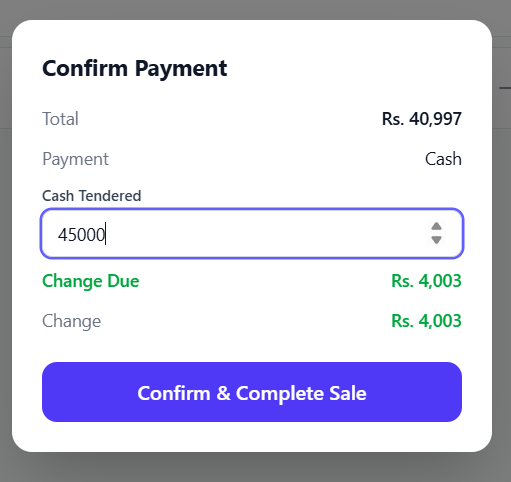 Confirm Payment
Total Rs. 40,997
Payment Cash
Cash Tendered
45000
Change Due Rs. 4,003
Change Rs. 4,003
Confirm & Complete Sale